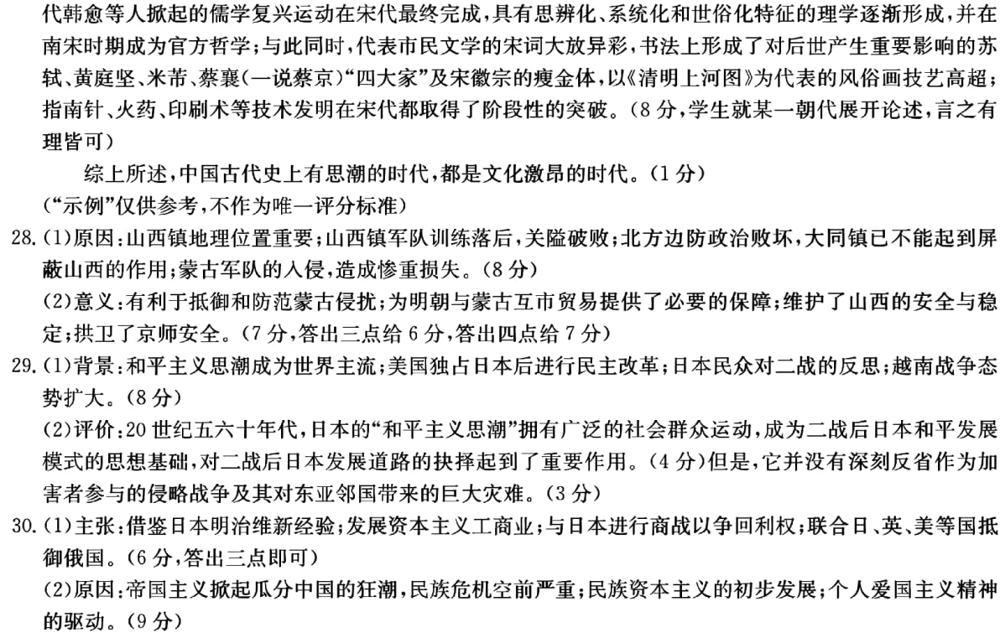 代韩愈等人掀起的儒学复兴运动在宋代最终完成,具有思辨化、系统化和世俗化特征的理学逐渐形成,并在
南宋时期成为官方哲学;与此同时,代表市民文学的宋词大放异彩,书法上形成了对后世产生重要影响的苏
轼、黄庭坚、米芾、蔡襄(一说蔡京)“四大家”及宋徽宗的瘦金体,以《清明上河图》为代表的风俗画技艺高超;
指南针、火药、印刷术等技术发明在宋代都取得了阶段性的突破。(8分,学生就某一朝代展开论述,言之有
理皆可)
综上所述,中国古代史上有思潮的时代,都是文化激昂的时代。(1分)
(“示例”仅供参考,不作为唯一评分标准)
28.(1)原因:山西镇地理位置重要;山西镇军队训练落后,关隘破败;北方边防政治败坏,大同镇已不能起到屏
蔽山西的作用;蒙古军队的入侵,造成惨重损失。(8分)
(2)意义:有利于抵御和防范蒙古侵扰;为明朝与蒙古互市贸易提供了必要的保障;维护了山西的安全与稳
定;拱卫了京师安全。(7分,答出三点给6分,答出四点给7分)
29.(1)背景:和平主义思潮成为世界主流;美国独占日本后进行民主改革;日本民众对二战的反思;越南战争态
势扩大。(8分)
(2)评价:20世纪五六十年代,日本的“和平主义思潮”拥有广泛的社会群众运动,成为二战后日本和平发展
模式的思想基础,对二战后日本发展道路的抉择起到了重要作用。(4分)但是,它并没有深刻反省作为加
害者参与的侵略战争及其对东亚邻国带来的巨大灾难。(3分)
30.(1)主张:借鉴日本明治维新经验;发展资本主义工商业;与日本进行商战以争回利权;联合日、英、美等国抵
御俄国。(6分,答出三点即可)
(2)原因:帝国主义掀起瓜分中国的狂潮,民族危机空前严重;民族资本主义的初步发展;个人爱国主义精神
的驱动。(9分)